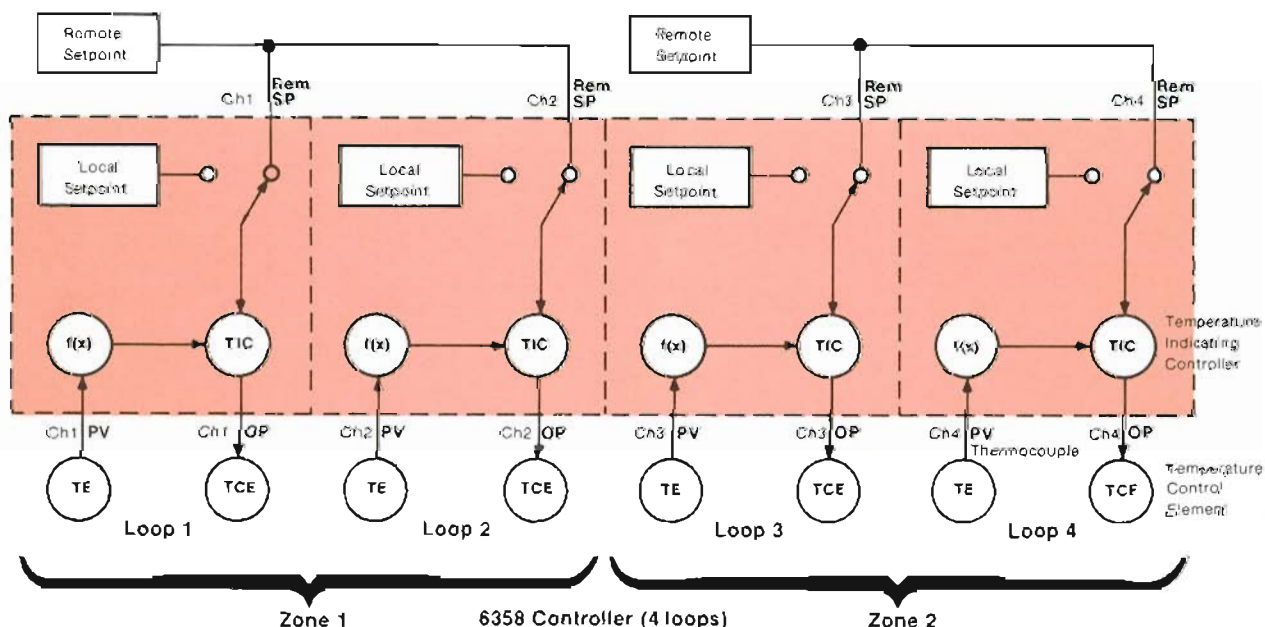 Remote
Setpoint
Remote
Setpoint
Ch1
Rem
SP
Ch2
Rem
SP
Ch3
Rem
SP
Ch4
Rem
SP
Local
Setpoint
Local
Setpoint
Local
Setpoint
Local
Setpoint
f(x)
TIC
f(x)
TIC
f(x)
TIC
f(x)
TIC
Temperature
Indicating
Controller
Ch1 PV
Ch1 OP
Ch2 PV
Ch2 OP
Ch3 PV
Ch3 OP
Ch4 PV
Ch4 OP
Thermocouple
TE
TCE
TE
TCE
TE
TCE
TE
TCE
Temperature
Control
Element
Loop 1
Loop 2
Loop 3
Loop 4
Zone 1
6358 Controller (4 loops)
Zone 2